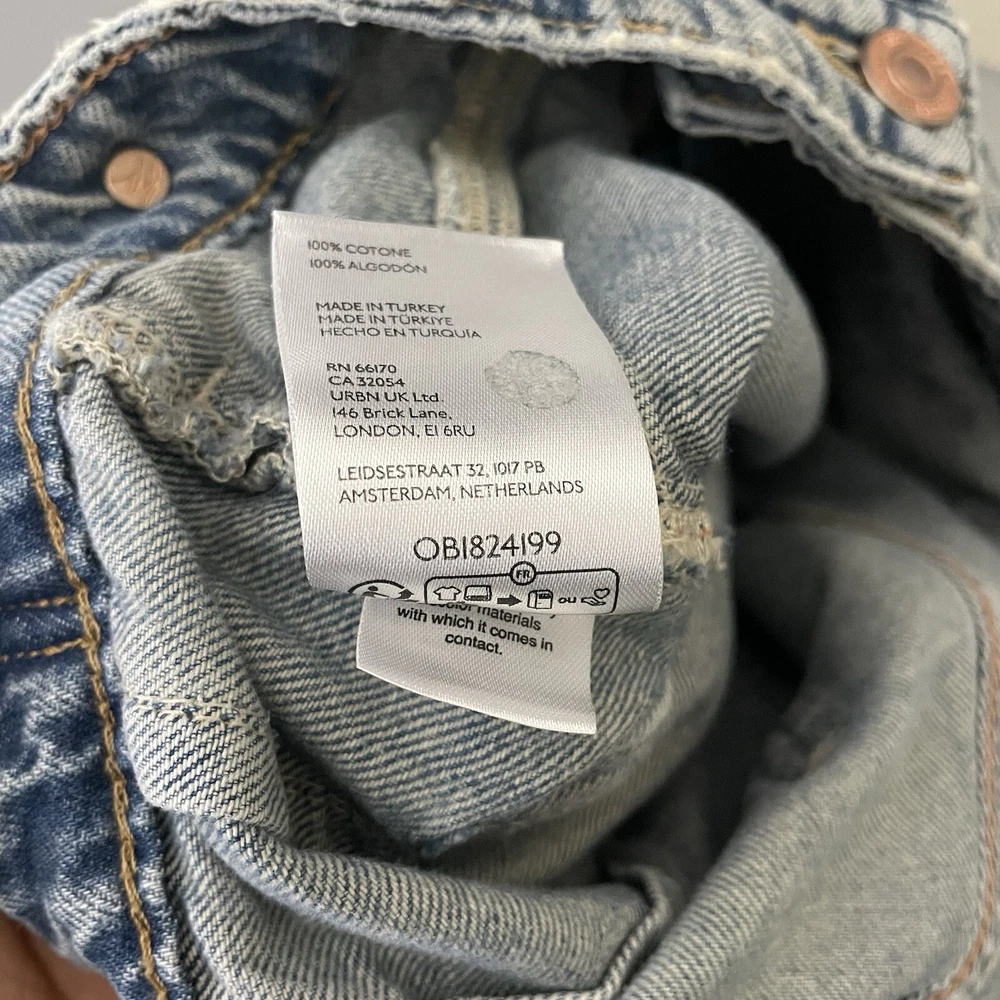 100% COTONE
100% ALGODÓN
MADE IN TURKEY
MADE IN TÜRKIYE
HECHO EN TURQUIA
RN 66170
CA 32054
URBN UK Ltd.
146 Brick Lane,
LONDON, E1 6RU
LEIDSESTRAAT 32, 1017 PB
AMSTERDAM, NETHERLANDS
OB1824199
FR
OU
color materials
with which it comes in
contact.